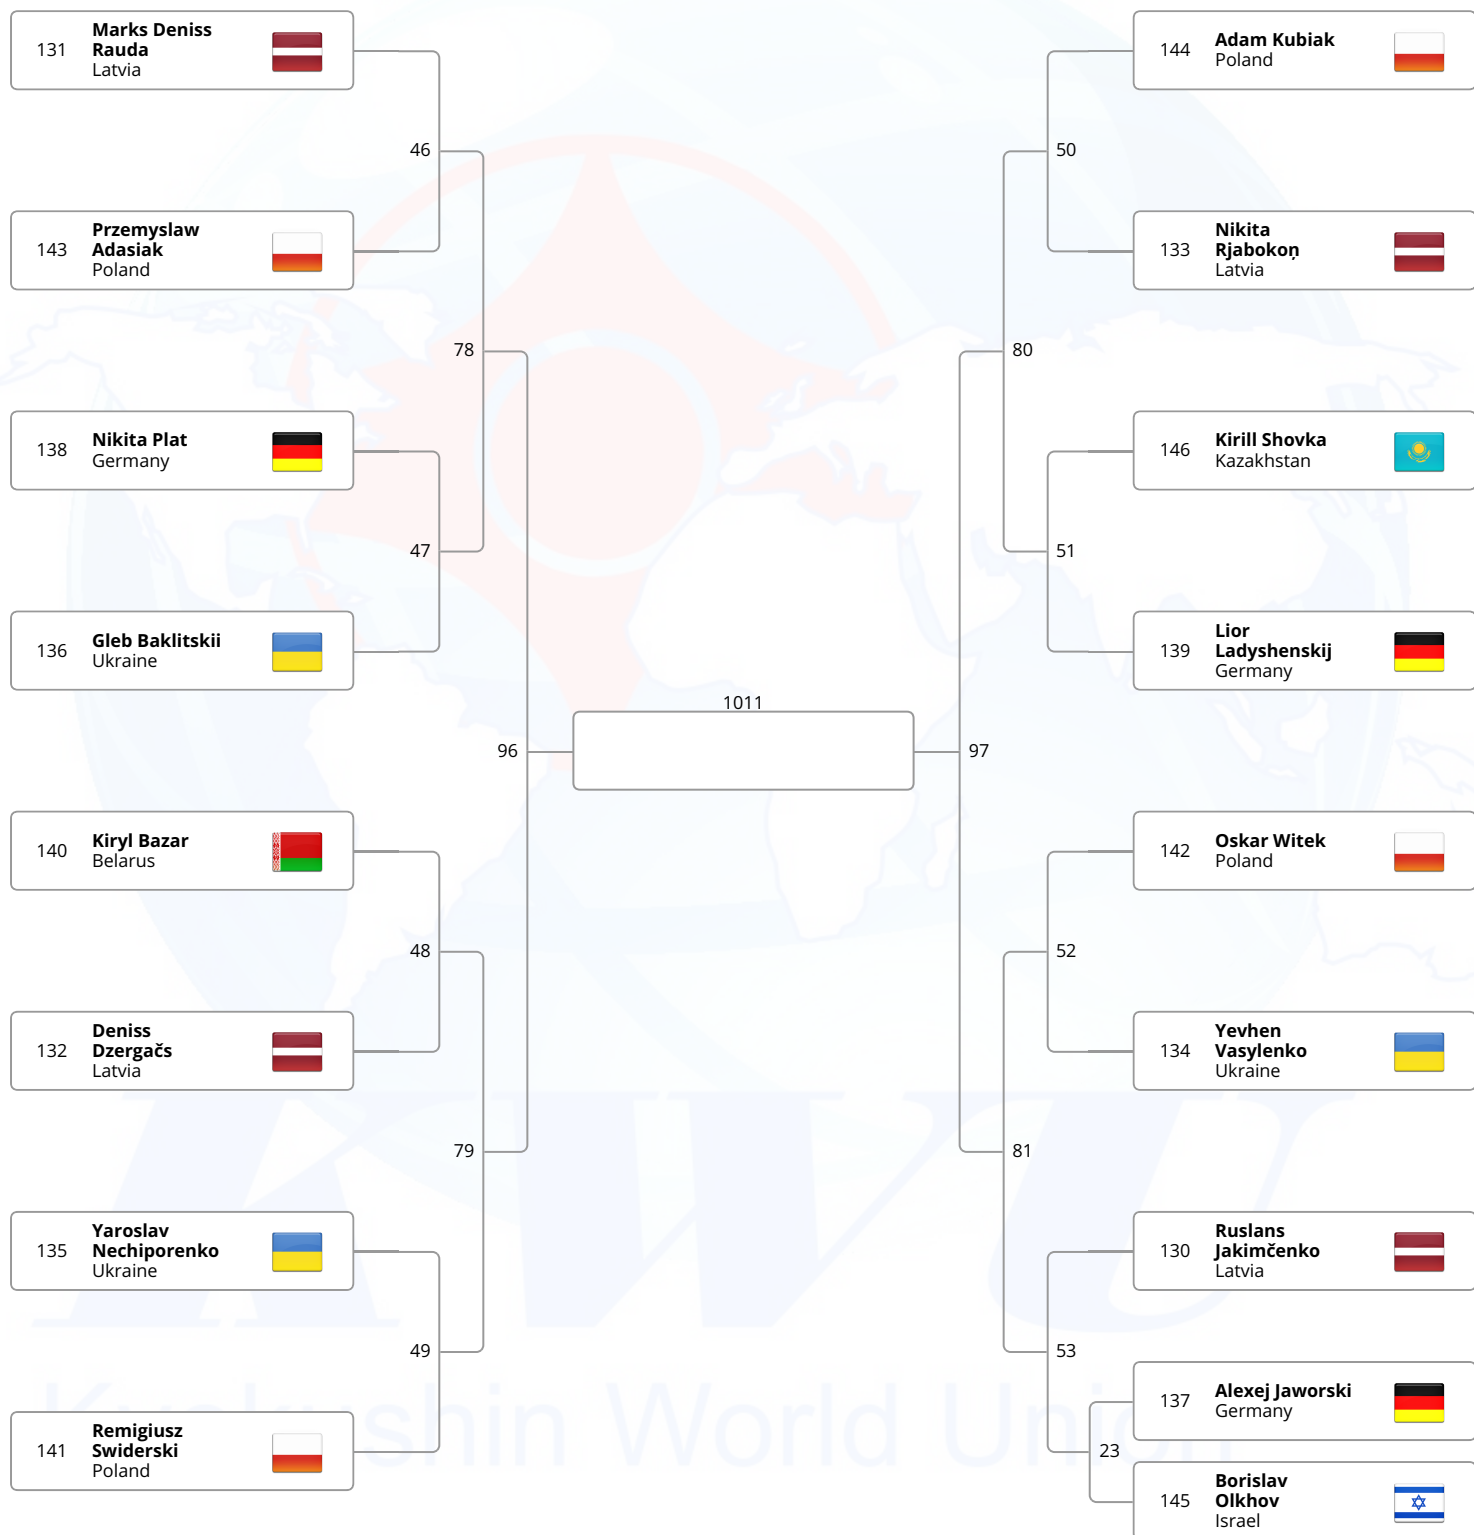 131
Marks Deniss
Rauda
Latvia
46
143
Przemyslaw
Adasiak
Poland
78
138
Nikita Plat
Germany
47
136
Gleb Baklitskii
Ukraine
96
140
Kiryl Bazar
Belarus
48
132
Deniss
Dzergačs
Latvia
79
135
Yaroslav
Nechiporenko
Ukraine
49
141
Remigiusz
Swiderski
Poland
1011
144
Adam Kubiak
Poland
50
133
Nikita
Rjabokoņ
Latvia
80
146
Kirill Shovka
Kazakhstan
51
139
Lior
Ladyshenskij
Germany
97
142
Oskar Witek
Poland
52
134
Yevhen
Vasylenko
Ukraine
81
130
Ruslans
Jakimčenko
Latvia
53
137
Alexej Jaworski
Germany
23
145
Borislav
Olkhov
Israel
KWU
Kyokushin World Union